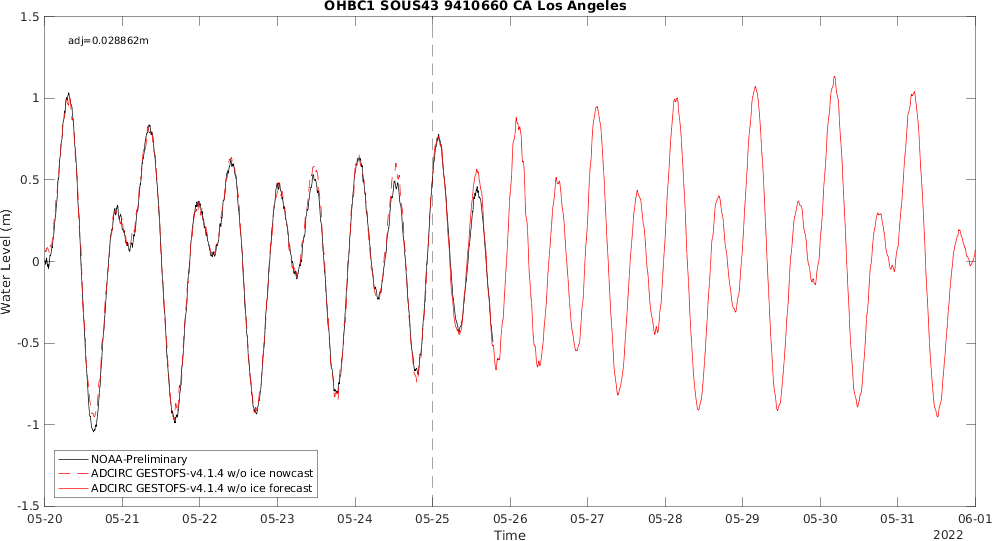 OHBC1 SOUS43 9410660 CA Los Angeles
adj=0.028862m
1.5
1
0.5
0
-0.5
-1
-1.5
Water Level (m)
NOAA-Preliminary
ADCIRC GESTOFS-v4.1.4 w/o ice nowcast
ADCIRC GESTOFS-v4.1.4 w/o ice forecast
05-20 05-21 05-22 05-23 05-24 05-25 05-26 05-27 05-28 05-29 05-30 05-31 06-01
Time
2022